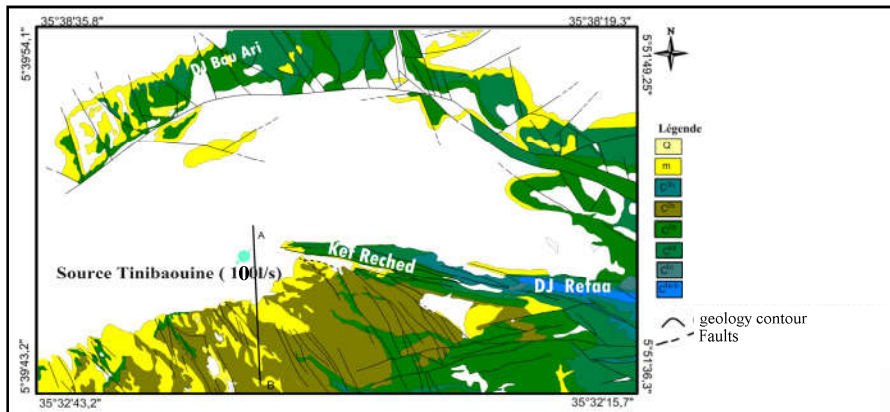 35°38'35,8"
35°38'19,3"
5°39'54,1"
5°51'49,25"
N
DJ Bou Ari
Légende
Q
m
A
Kef Reched
Source Tinibaouine ( 100l/s)
DJ Refaa
geology contour
Faults
B
5°39'43,2"
5°51'36,3"
35°32'43,2"
35°32'15,7"